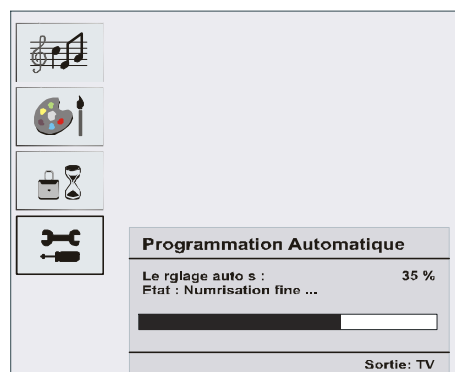 Programmation Automatique
Le rglage auto s : 35 %
Etat : Numrisation fine ...
Sortie: TV